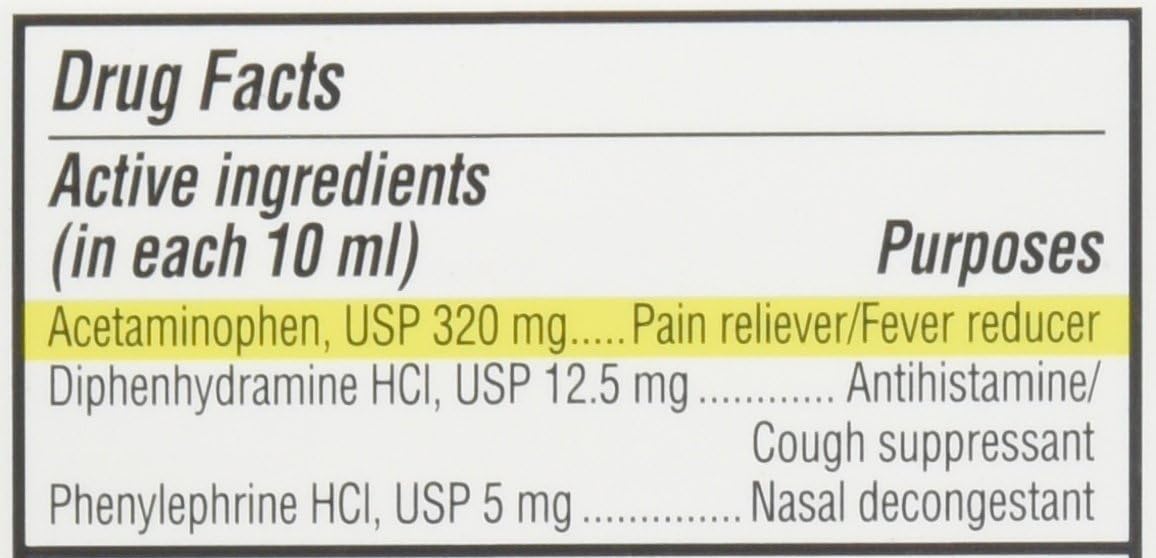 Drug Facts
Active ingredients
(in each 10 ml) Purposes
Acetaminophen, USP 320 mg.....Pain reliever/Fever reducer
Diphenhydramine HCl, USP 12.5 mg ............ Antihistamine/
Cough suppressant
Phenylephrine HCl, USP 5 mg .............. Nasal decongestant